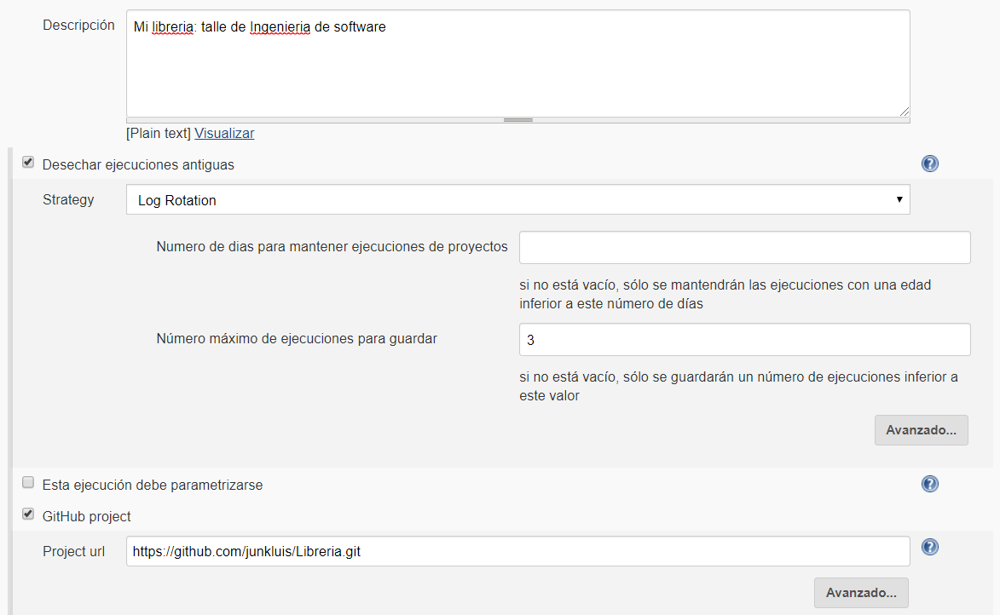 Descripción
Mi libreria: talle de Ingenieria de software
[Plain text] Visualizar
Desechar ejecuciones antiguas
Strategy
Log Rotation
Numero de dias para mantener ejecuciones de proyectos
si no está vacío, sólo se mantendrán las ejecuciones con una edad
inferior a este número de días
Número máximo de ejecuciones para guardar
3
si no está vacío, sólo se guardarán un número de ejecuciones inferior a
este valor
Avanzado...
Esta ejecución debe parametrizarse
GitHub project
Project url
https://github.com/junkluis/Libreria.git
Avanzado...